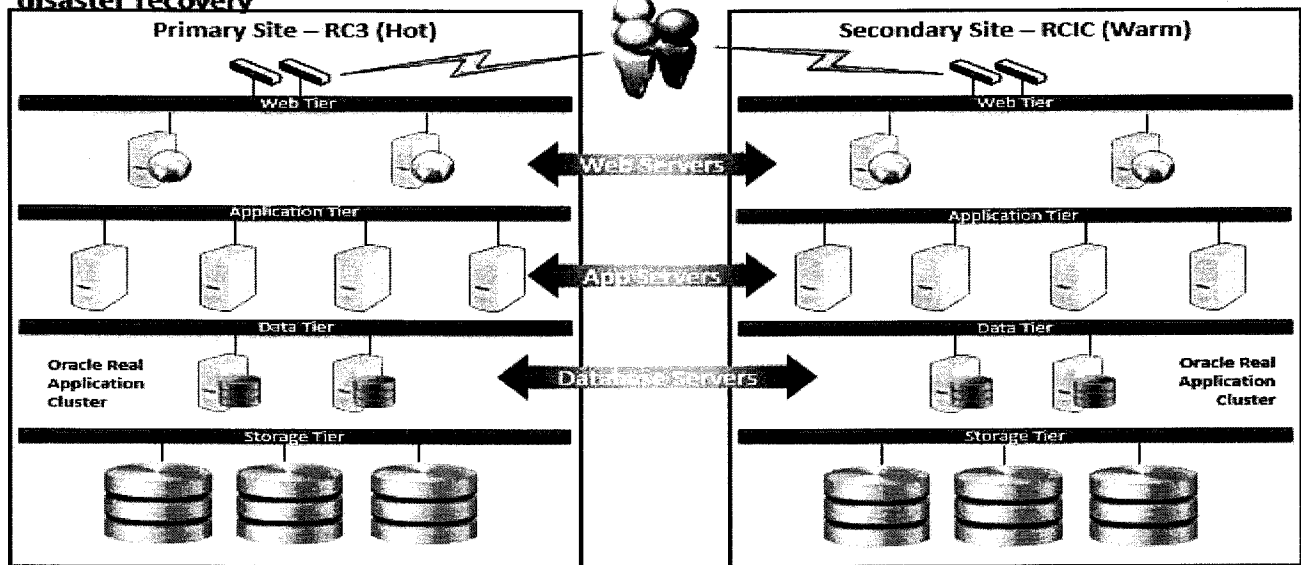 disaster recovery
Primary Site – RC3 (Hot)
Secondary Site – RCIC (Warm)
Web Tier
Web Tier
Web Servers
Application Tier
Application Tier
App Servers
Data Tier
Data Tier
Oracle Real
Application
Cluster
Database Servers
Oracle Real
Application
Cluster
Storage Tier
Storage Tier